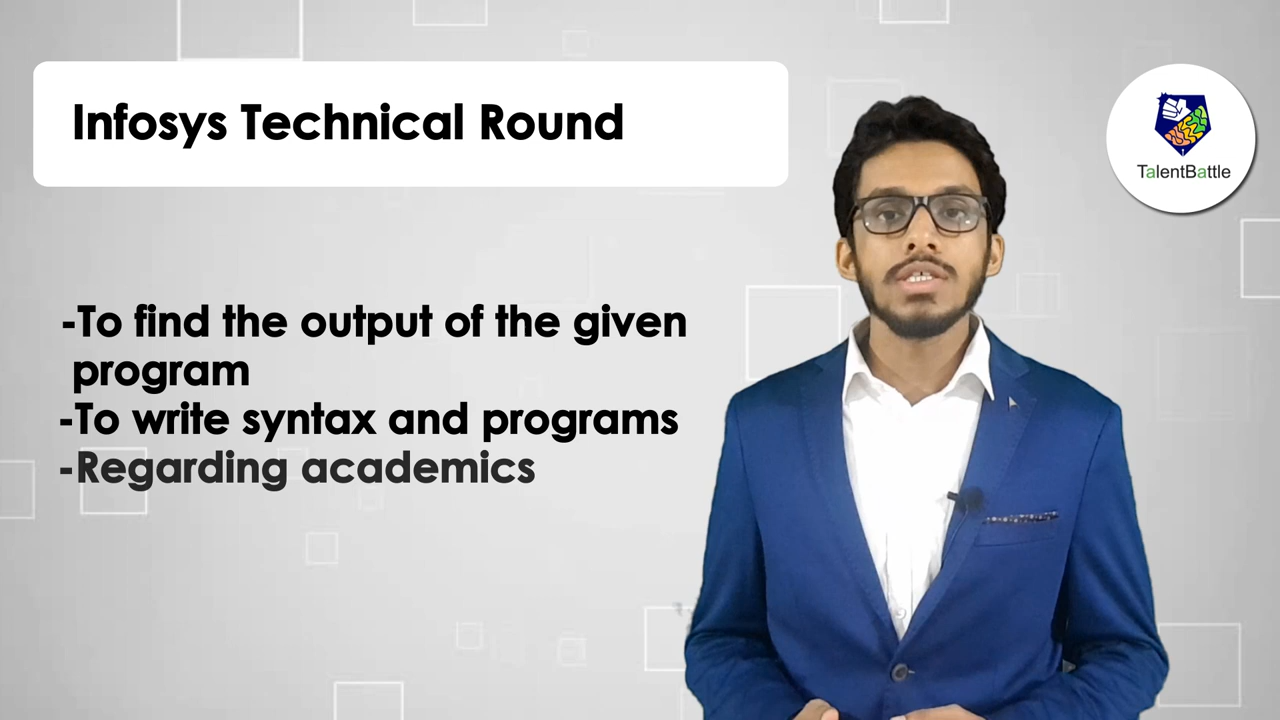 Infosys Technical Round
TalentBattle
-To find the output of the given
program
-To write syntax and programs
-Regarding academics